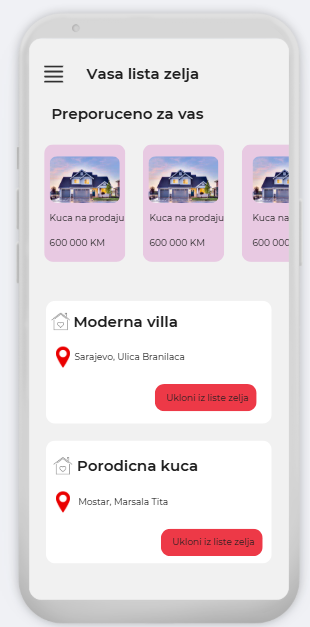 Vasa lista zelja
Preporuceno za vas
Kuca na prodaju
600 000 KM
Kuca na prodaju
600 000 KM
Kuca na
600 000
Moderna villa
Sarajevo, Ulica Branilaca
Ukloni iz liste zelja
Porodicna kuca
Mostar, Marsala Tita
Ukloni iz liste zelja